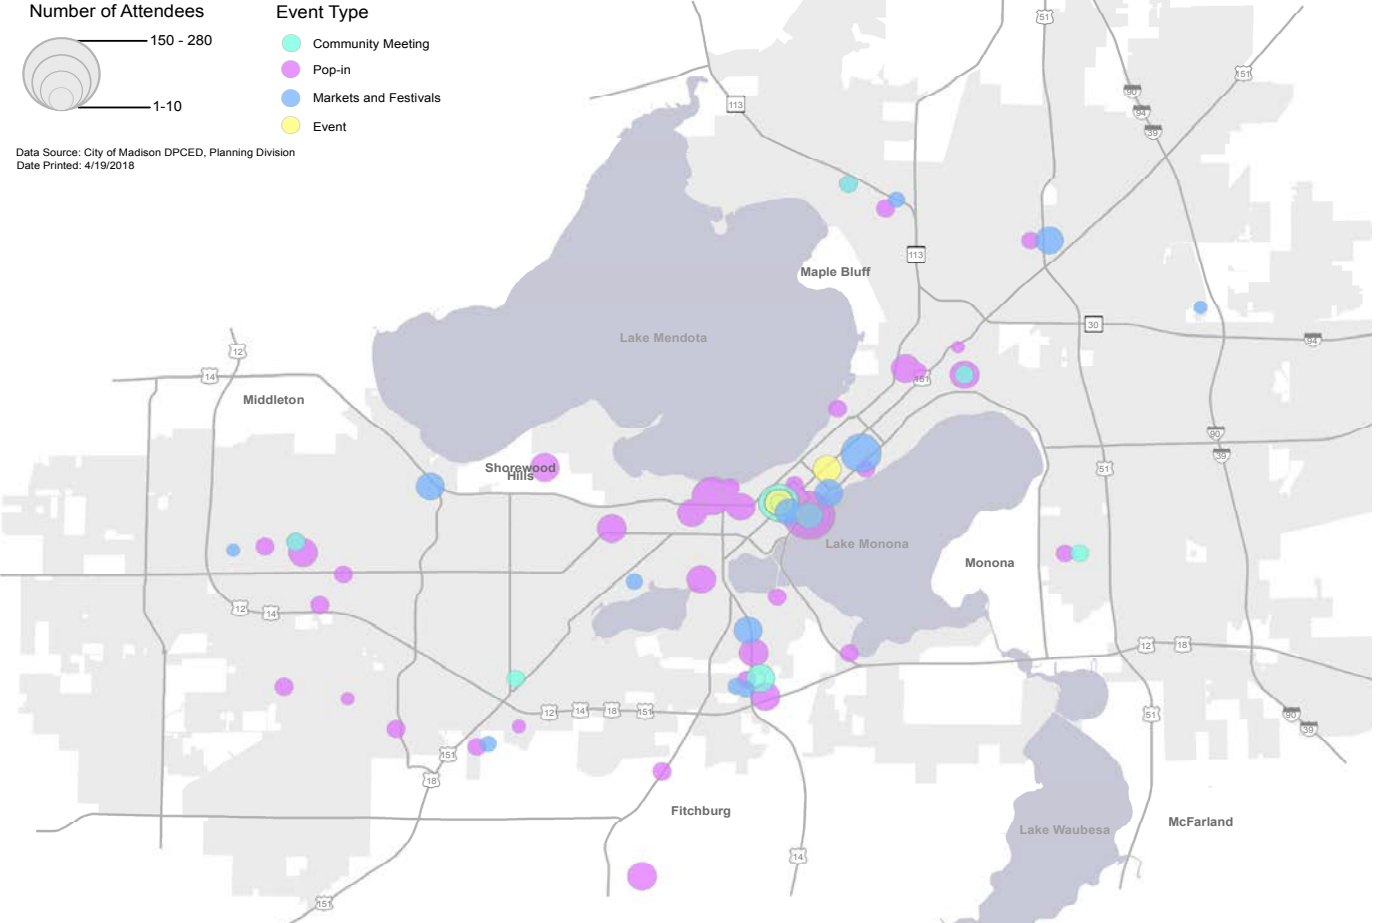 Number of Attendees
150 - 280
1-10
Event Type
Community Meeting
Pop-in
Markets and Festivals
Event
Data Source: City of Madison DPCED, Planning Division
Date Printed: 4/19/2018
51
151
90
94
39
113
113
Maple Bluff
30
94
Lake Mendota
12
14
Middleton
151
90
39
51
Shorewood
Hills
Lake Monona
Monona
12
14
12
18
12
14
18
151
51
90
39
151
18
Fitchburg
McFarland
Lake Waubesa
14
151